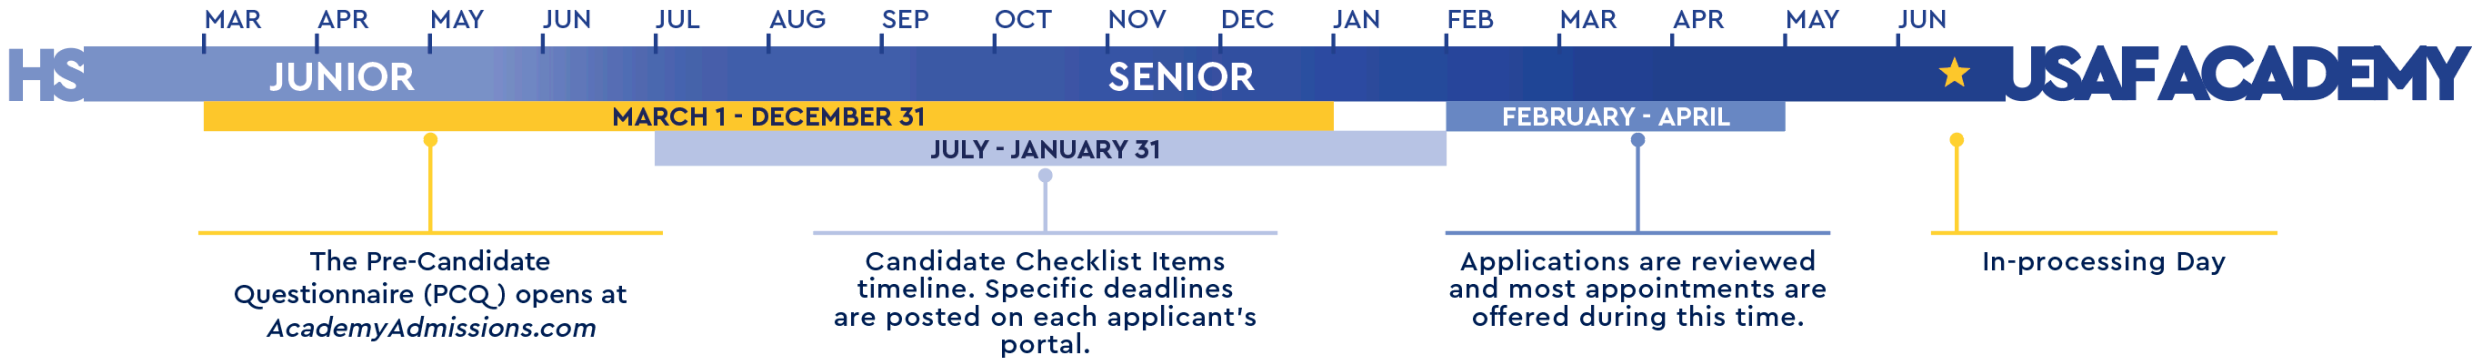 MAR APR MAY JUN JUL AUG SEP OCT NOV DEC JAN FEB MAR APR MAY JUN
HS JUNIOR SENIOR USAF ACADEMY
MARCH 1 - DECEMBER 31
FEBRUARY - APRIL
JULY - JANUARY 31
The Pre-Candidate
Questionnaire (PCQ ) opens at
AcademyAdmissions.com
Candidate Checklist Items
timeline. Specific deadlines
are posted on each applicant's
portal.
Applications are reviewed
and most appointments are
offered during this time.
In-processing Day